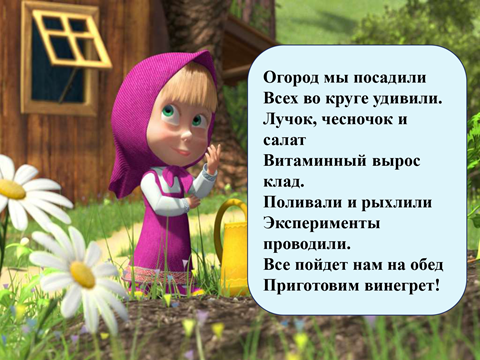 Огород мы посадили
Всех во круге удивили.
Лучок, чесночок и
салат
Витаминный вырос
клад.
Поливали и рыхлили
Эксперименты
проводили.
Все пойдет нам на обед
Приготовим винегрет!